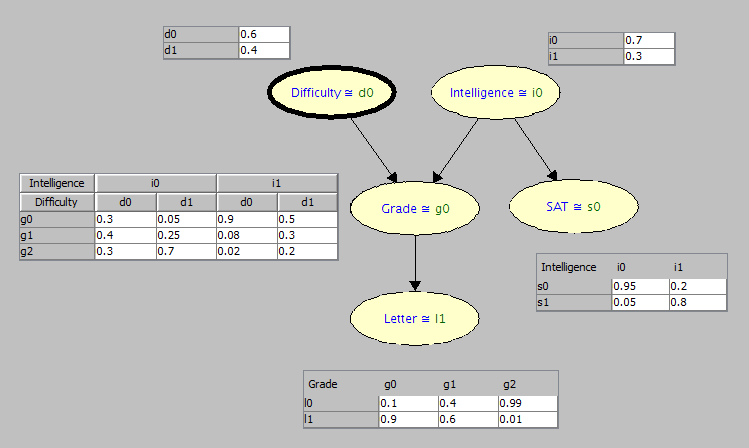 d0 0.6
d1 0.4
i0 0.7
i1 0.3
Difficulty ≅ d0
Intelligence ≅ i0
Intelligence i0 i1
Difficulty d0 d1 d0 d1
g0 0.3 0.05 0.9 0.5
g1 0.4 0.25 0.08 0.3
g2 0.3 0.7 0.02 0.2
Grade ≅ g0
SAT ≅ s0
Intelligence i0 i1
s0 0.95 0.2
s1 0.05 0.8
Letter ≅ l1
Grade g0 g1 g2
l0 0.1 0.4 0.99
l1 0.9 0.6 0.01